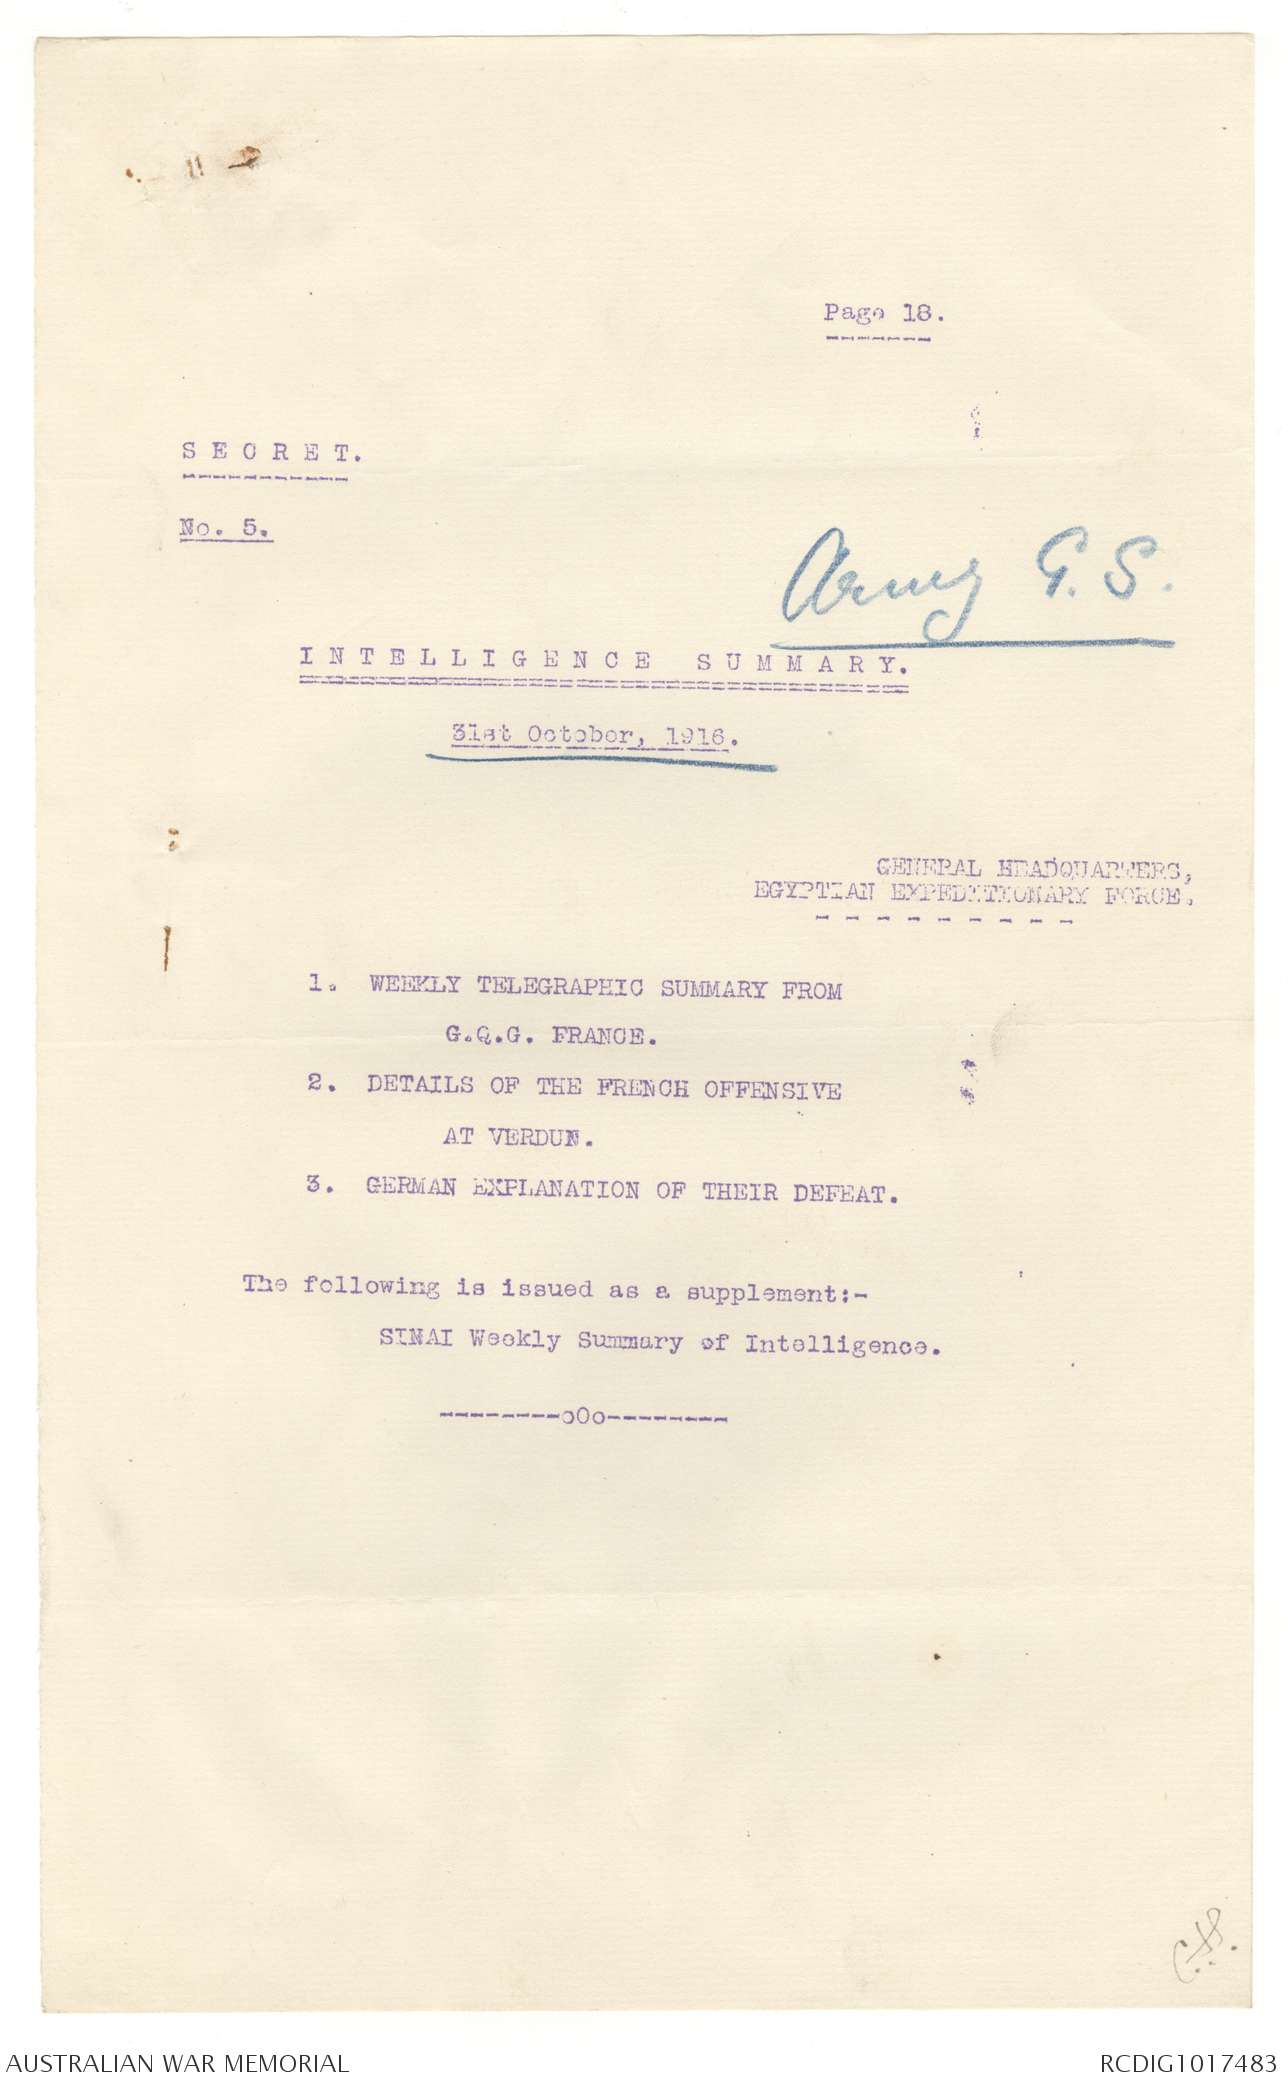 Page 18.
SECRET.
No. 5.
Army G.S.
INTELLIGENCE SUMMARY.
31st October, 1916.
GENERAL HEADQUARTERS,
EGYPTIAN EXPEDITIONARY FORCE.
1. WEEKLY TELEGRAPHIC SUMMARY FROM
G.Q.G. FRANCE.
2. DETAILS OF THE FRENCH OFFENSIVE
AT VERDUN.
3. GERMAN EXPLANATION OF THEIR DEFEAT.
The following is issued as a supplement:-
SINAI Weekly Summary of Intelligence.
--------oOo--------
AUSTRALIAN WAR MEMORIAL
RCDIG1017483